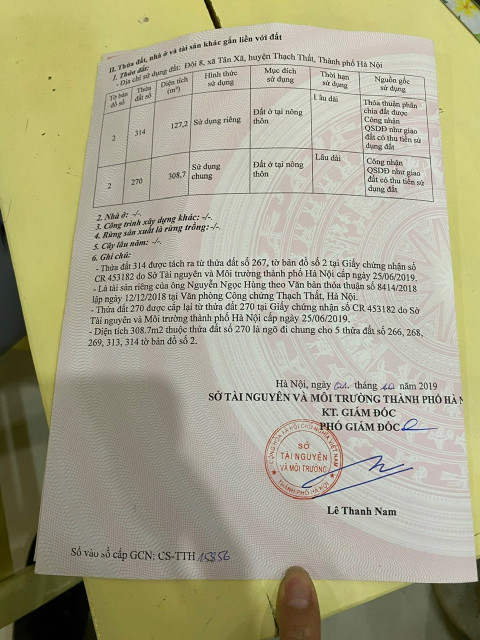 II. Thửa đất, nhà ở và tài sản khác gắn liền với đất
1. Thửa đất:
- Địa chỉ sử dụng đất: Đội 8, xã Tân Xã, huyện Thạch Thất, Thành phố Hà Nội
Tờ bản đồ số Thửa đất số Diện tích (m²) Hình thức sử dụng Mục đích sử dụng Thời hạn sử dụng Nguồn gốc sử dụng
2 314 127,2 Sử dụng riêng Đất ở tại nông thôn Lâu dài Thỏa thuận phân chia đất được Công nhận QSDĐ như giao đất có thu tiền sử dụng đất
2 270 308,7 Sử dụng chung Đất ở tại nông thôn Lâu dài Công nhận QSDĐ như giao đất có thu tiền sử dụng đất
2. Nhà ở: -/-.
3. Công trình xây dựng khác: -/-.
4. Rừng sản xuất là rừng trồng: -/-.
5. Cây lâu năm: -/-.
6. Ghi chú:
- Thửa đất 314 được tách ra từ thửa đất số 267, tờ bản đồ số 2 tại Giấy chứng nhận số
CR 453182 do Sở Tài nguyên và Môi trường thành phố Hà Nội cấp ngày 25/06/2019.
- Là tài sản riêng của ông Nguyễn Ngọc Hùng theo Văn bản thỏa thuận số 8414/2018
lập ngày 12/12/2018 tại Văn phòng Công chứng Thạch Thất, Hà Nội.
- Thửa đất 270 được cấp lại từ thửa đất 270 tại Giấy chứng nhận số CR 453182 do Sở
Tài nguyên và Môi trường thành phố Hà Nội cấp ngày 25/06/2019.
- Diện tích 308.7m2 thuộc thửa đất số 270 là ngõ đi chung cho 5 thửa đất số 266, 268,
269, 313, 314 tờ bản đồ số 2.
Hà Nội, ngày tháng năm 2019
SỞ TÀI NGUYÊN VÀ MÔI TRƯỜNG THÀNH PHỐ HÀ N
KT. GIÁM ĐỐC
PHÓ GIÁM ĐỐC
CỘNG HÒA XÃ HỘI CHỦ NGHĨA VIỆT NAM
SỞ
TÀI NGUYÊN
VÀ MÔI TRƯỜNG
THÀNH PHỐ HÀ NỘI
Lê Thanh Nam
Số vào sổ cấp GCN: CS-TTH 15856